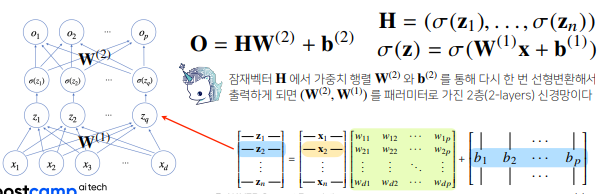 o₁ o₂ ... oₚ
W⁽²⁾
σ(z₁) σ(z₂) ... σ(z_q)
z₁ z₂ ... z_q
W⁽¹⁾
x₁ x₂ x₃ ... x_d
O = HW⁽²⁾ + b⁽²⁾
H = (σ(z₁), . . . , σ(zₙ))
σ(z) = σ(W⁽¹⁾x + b⁽¹⁾)
잠재벡터 H 에서 가중치 행렬 W⁽²⁾와 b⁽²⁾를 통해 다시 한 번 선형변환해서
출력하게 되면 (W⁽²⁾, W⁽¹⁾) 를 패러미터로 가진 2층(2-layers) 신경망이다
[— z₁ —] = [— x₁ —] [w₁₁ w₁₂ ··· w₁ₚ] + [| | ··· |]
[— z₂ —] [— x₂ —] [w₂₁ w₂₂ ··· w₂ₚ] [b₁ b₂ ··· bₚ]
[⋮] [⋮] [⋮ ⋮ ⋱ ⋮]
[— zₙ —] [— xₙ —] [w_d1 w_d2 ··· w_dp] [| | ··· |]
ostcamp ai tech